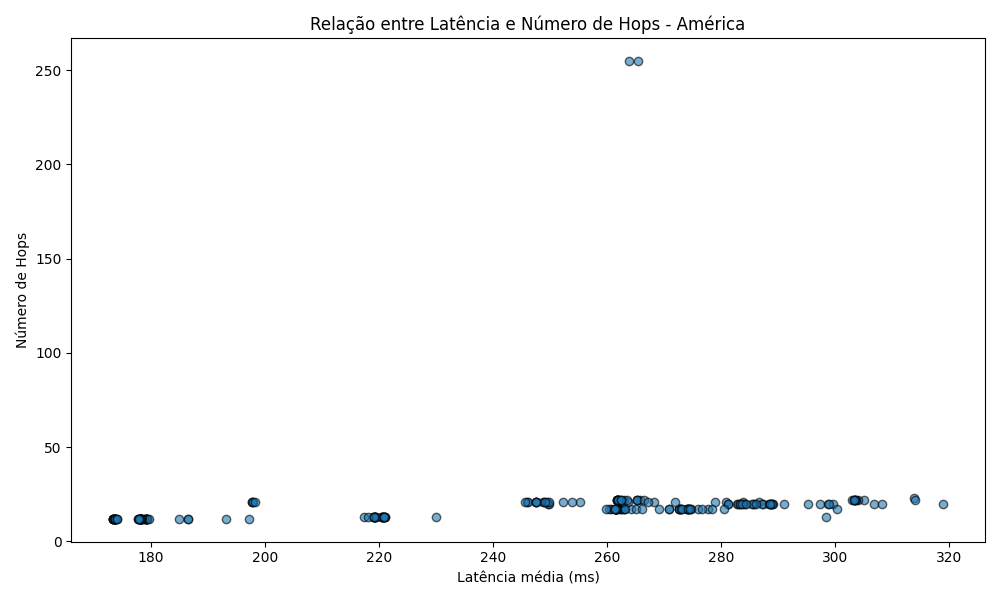 Relação entre Latência e Número de Hops - América
250
200
150
100
50
0
Número de Hops
180 200 220 240 260 280 300 320
Latência média (ms)